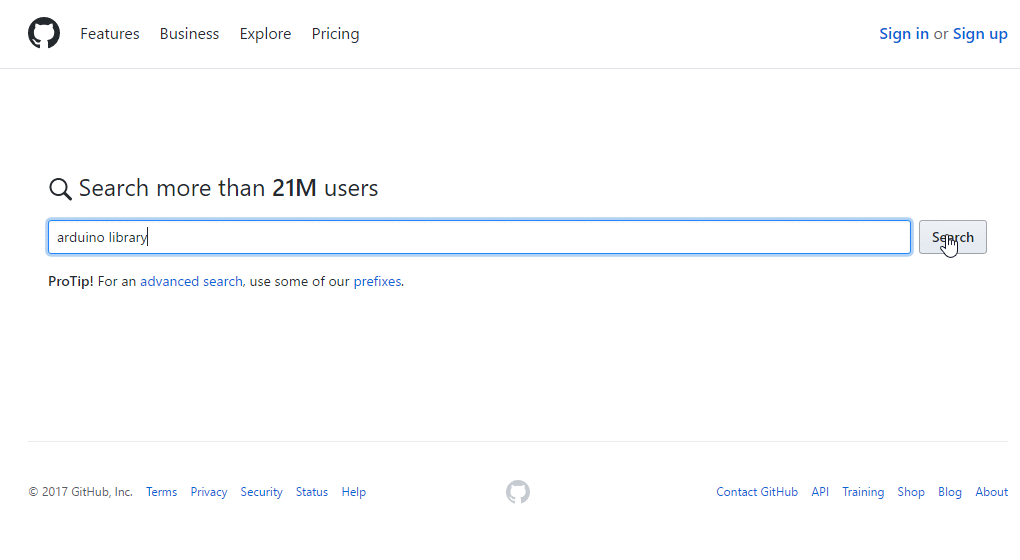 Features Business Explore Pricing Sign in or Sign up
Search more than 21M users
arduino library Search
ProTip! For an advanced search, use some of our prefixes.
© 2017 GitHub, Inc. Terms Privacy Security Status Help Contact GitHub API Training Shop Blog About